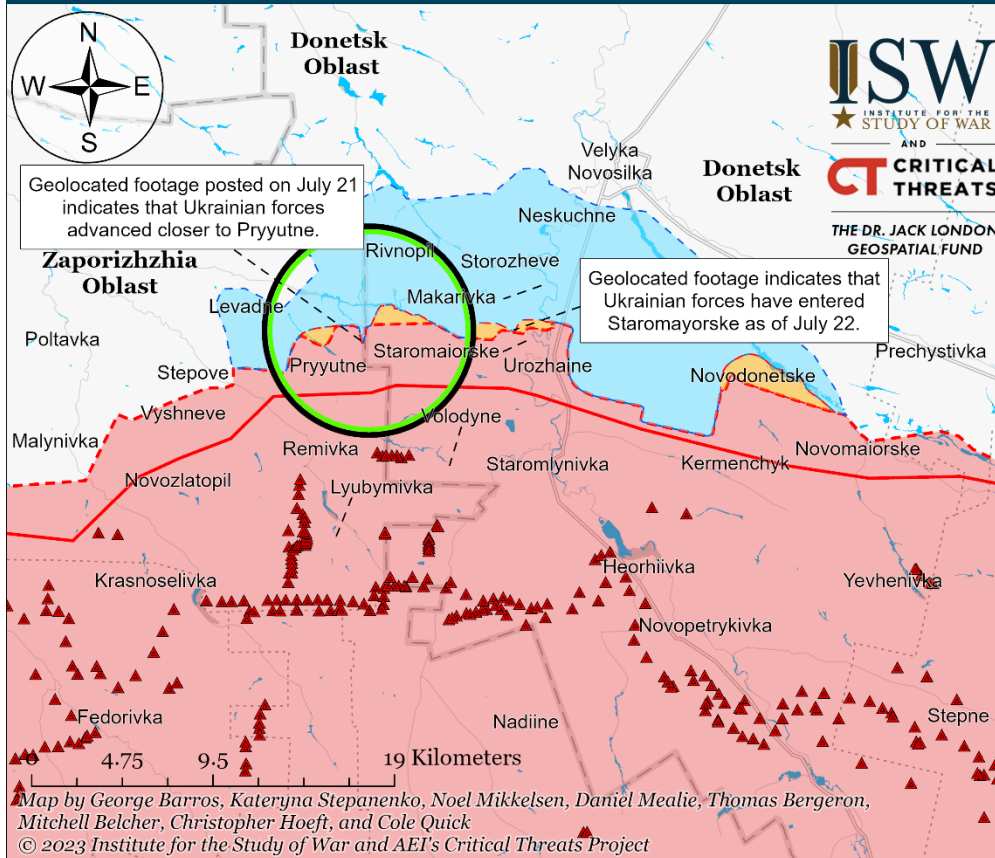 N
W E
S
Donetsk
Oblast
ISW
INSTITUTE FOR THE
STUDY OF WAR
AND
CT CRITICAL
THREATS
THE DR. JACK LONDON
GEOSPATIAL FUND
Velyka
Novosilka
Donetsk
Oblast
Geolocated footage posted on July 21
indicates that Ukrainian forces
advanced closer to Pryyutne.
Neskuchne
Rivnopil
Storozheve
Zaporizhzhia
Oblast
Geolocated footage indicates that
Ukrainian forces have entered
Staromayorske as of July 22.
Makarivka
Levadne
Poltavka
Prechystivka
Staromaiorske
Pryyutne
Urozhaine
Stepove
Novodonetske
Vyshneve
Volodyne
Malynivka
Remivka
Novomaiorske
Staromlynivka
Kermenchyk
Novozlatopil
Lyubymivka
Krasnoselivka
Heorhiivka
Yevhenivka
Novopetrykivka
Fedorivka
Nadiine
Stepne
0 4.75 9.5 19 Kilometers
Map by George Barros, Kateryna Stepanenko, Noel Mikkelsen, Daniel Mealie, Thomas Bergeron,
Mitchell Belcher, Christopher Hoeft, and Cole Quick
© 2023 Institute for the Study of War and AEI's Critical Threats Project